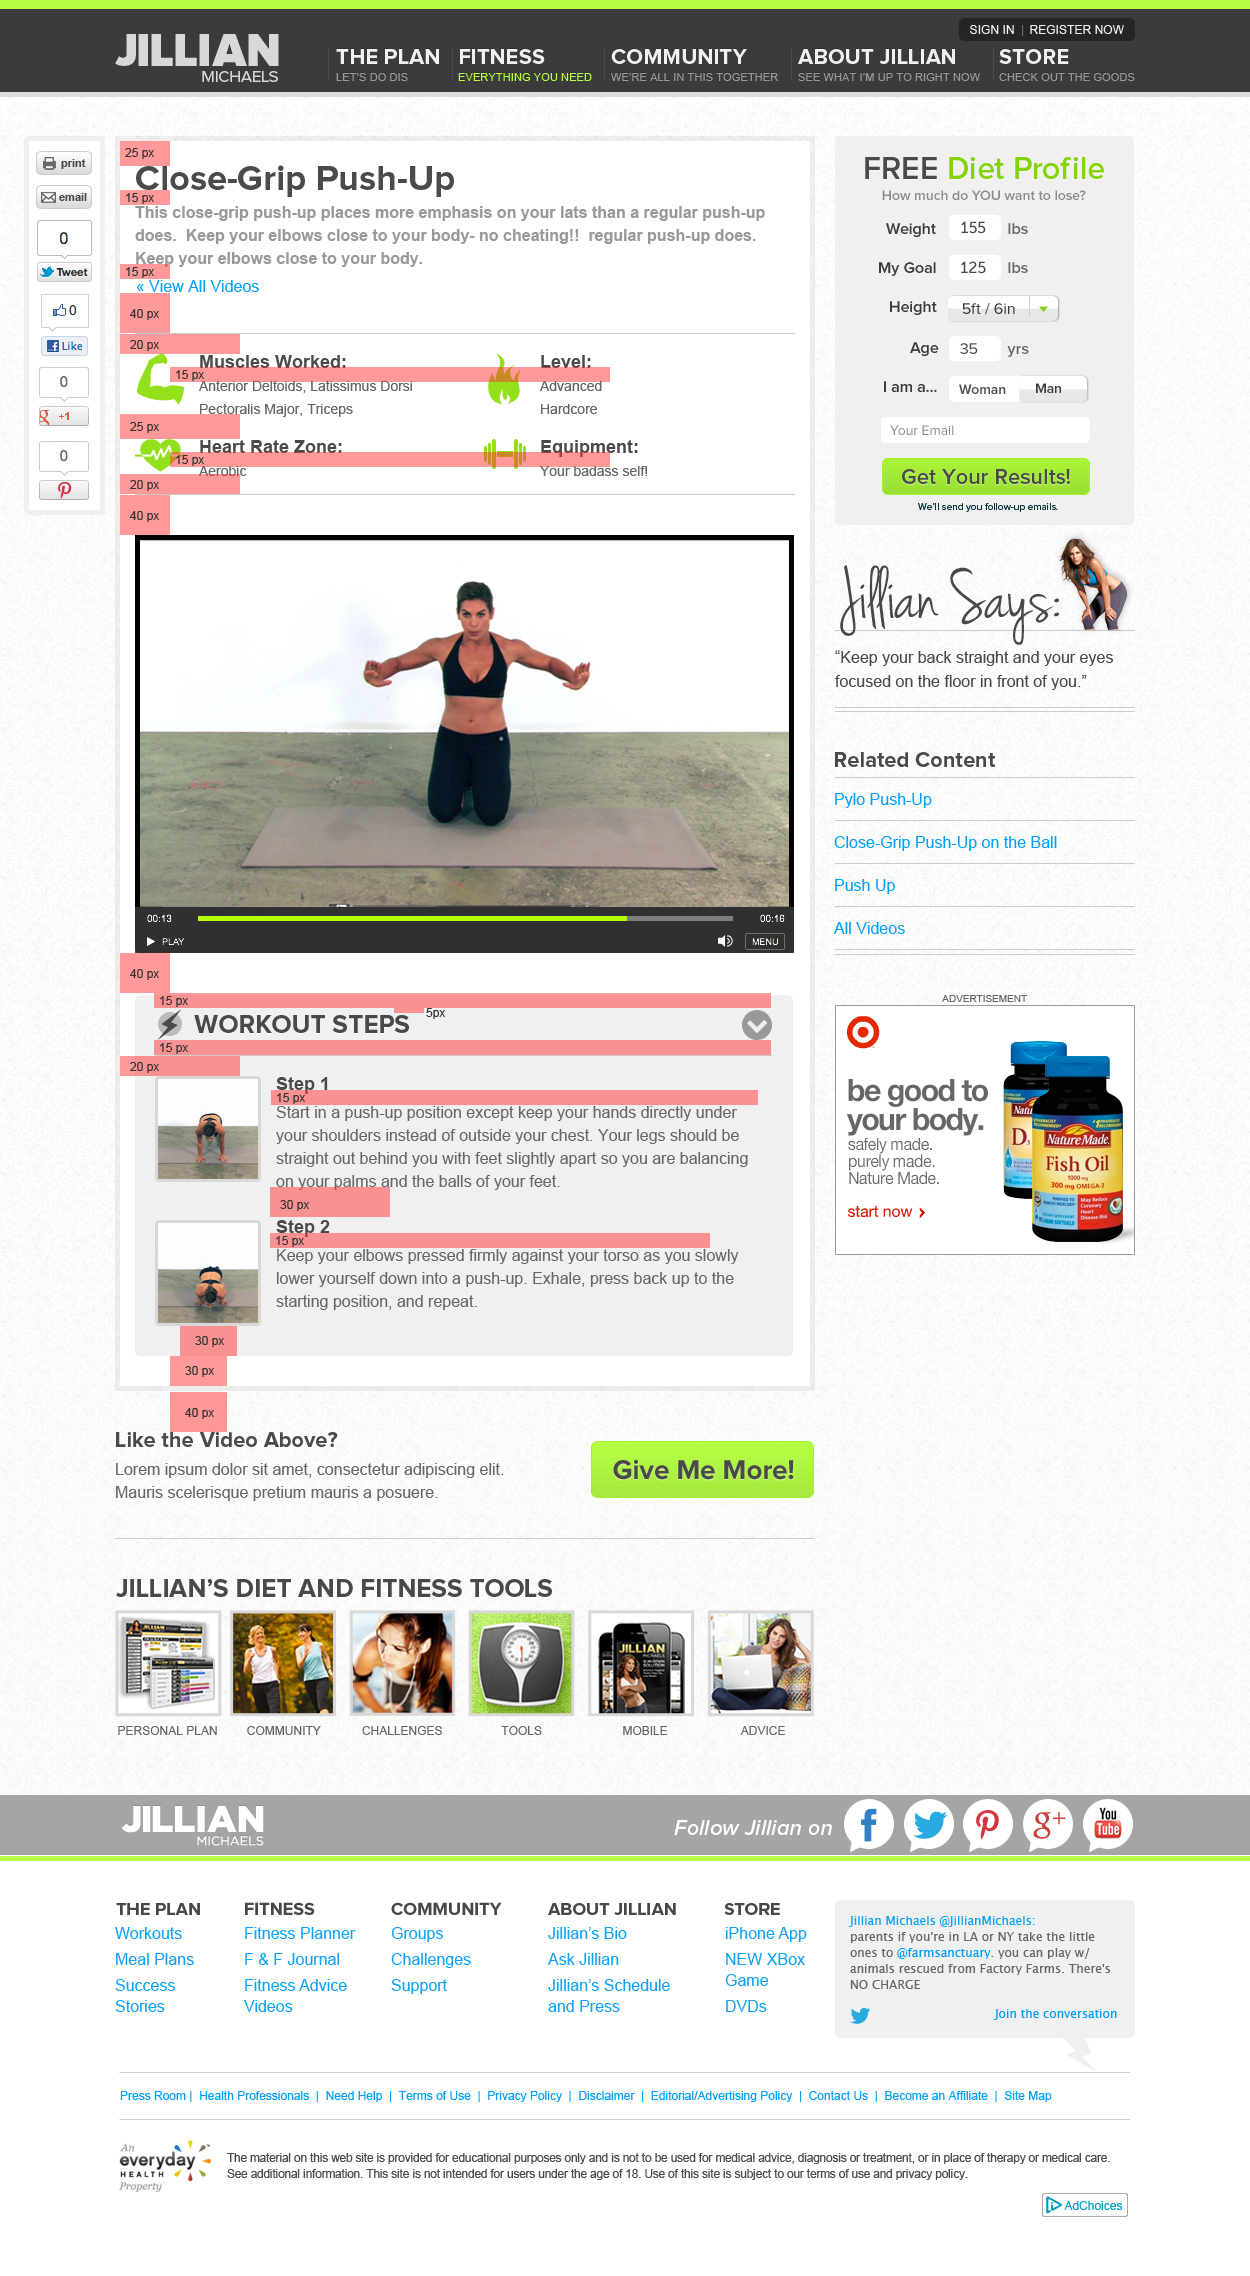 SIGN IN | REGISTER NOW
JILLIAN
MICHAELS
THE PLAN
LET'S DO DIS
FITNESS
EVERYTHING YOU NEED
COMMUNITY
WE'RE ALL IN THIS TOGETHER
ABOUT JILLIAN
SEE WHAT I'M UP TO RIGHT NOW
STORE
CHECK OUT THE GOODS
print
email
0
Tweet
0
Like
0
+1
0
25 px
Close-Grip Push-Up
15 px
This close-grip push-up places more emphasis on your lats than a regular push-up
does.  Keep your elbows close to your body- no cheating!!  regular push-up does.
Keep your elbows close to your body.
15 px
« View All Videos
40 px
20 px
Muscles Worked:
15 px
Anterior Deltoids, Latissimus Dorsi
Pectoralis Major, Triceps
Level:
Advanced
Hardcore
25 px
Heart Rate Zone:
15 px
Aerobic
Equipment:
Your badass self!
20 px
40 px
00:13
00:16
PLAY
MENU
40 px
15 px
5px
WORKOUT STEPS
15 px
20 px
Step 1
15 px
Start in a push-up position except keep your hands directly under
your shoulders instead of outside your chest. Your legs should be
straight out behind you with feet slightly apart so you are balancing
on your palms and the balls of your feet.
30 px
Step 2
15 px
Keep your elbows pressed firmly against your torso as you slowly
lower yourself down into a push-up. Exhale, press back up to the
starting position, and repeat.
30 px
30 px
40 px
Like the Video Above?
Lorem ipsum dolor sit amet, consectetur adipiscing elit.
Mauris scelerisque pretium mauris a posuere.
Give Me More!
FREE Diet Profile
How much do YOU want to lose?
Weight 155 lbs
My Goal 125 lbs
Height 5ft / 6in
Age 35 yrs
I am a... Woman Man
Your Email
Get Your Results!
We'll send you follow-up emails.
Jillian Says:
“Keep your back straight and your eyes
focused on the floor in front of you.”
Related Content
Pylo Push-Up
Close-Grip Push-Up on the Ball
Push Up
All Videos
ADVERTISEMENT
be good to
your body.
safely made.
purely made.
Nature Made.
start now
Nature Made
Fish Oil
1000 mg
300 mg OMEGA-3
May Reduce
Coronary
Heart
Disease Risk
JILLIAN’S DIET AND FITNESS TOOLS
JILLIAN
MICHAELS
PERSONAL PLAN
COMMUNITY
CHALLENGES
TOOLS
MOBILE
ADVICE
JILLIAN
MICHAELS
Follow Jillian on
g+
You
Tube
THE PLAN
Workouts
Meal Plans
Success
Stories
FITNESS
Fitness Planner
F & F Journal
Fitness Advice
Videos
COMMUNITY
Groups
Challenges
Support
ABOUT JILLIAN
Jillian’s Bio
Ask Jillian
Jillian’s Schedule
and Press
STORE
iPhone App
NEW XBox
Game
DVDs
Jillian Michaels @JillianMichaels:
parents if you're in LA or NY take the little
ones to @farmsanctuary. you can play w/
animals rescued from Factory Farms. There's
NO CHARGE
Join the conversation
Press Room | Health Professionals | Need Help | Terms of Use | Privacy Policy | Disclaimer | Editorial/Advertising Policy | Contact Us | Become an Affiliate | Site Map
An
everyday
HEALTH
Property
The material on this web site is provided for educational purposes only and is not to be used for medical advice, diagnosis or treatment, or in place of therapy or medical care.
See additional information. This site is not intended for users under the age of 18. Use of this site is subject to our terms of use and privacy policy.
AdChoices